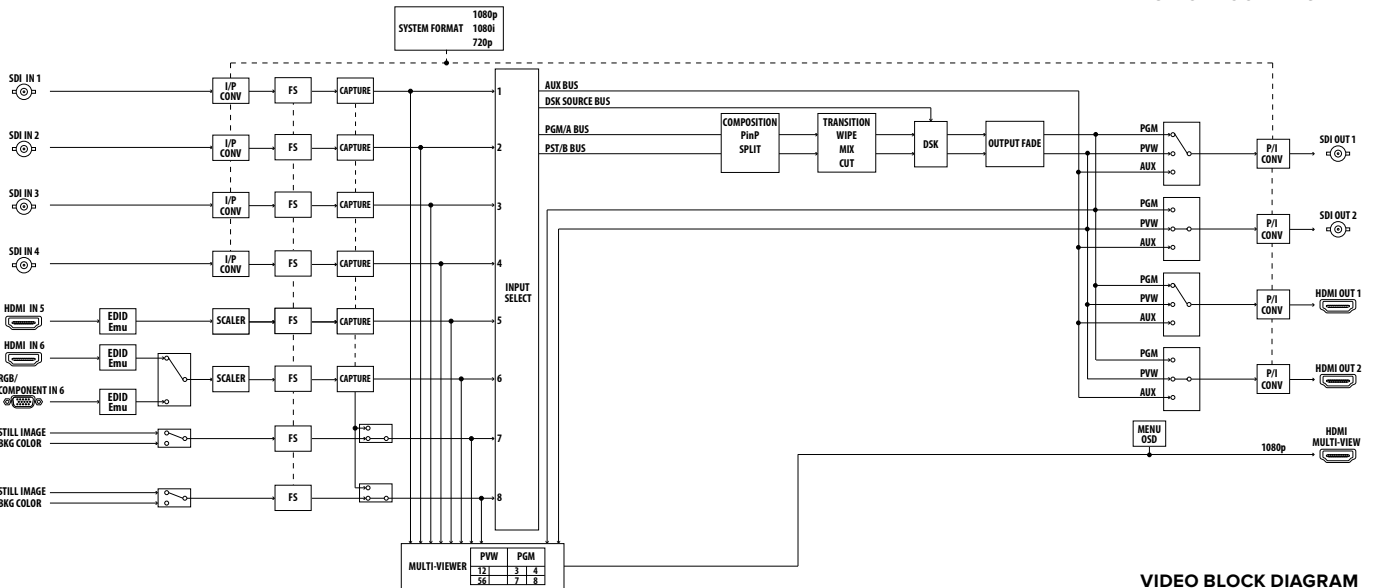 1080p
SYSTEM FORMAT 1080i
720p
SDI IN 1
I/P CONV
FS
CAPTURE
1
SDI IN 2
I/P CONV
FS
CAPTURE
2
SDI IN 3
I/P CONV
FS
CAPTURE
3
SDI IN 4
I/P CONV
FS
CAPTURE
4
HDMI IN 5
EDID Emu
SCALER
FS
CAPTURE
5
HDMI IN 6
EDID Emu
RGB/
COMPONENT IN 6
EDID Emu
SCALER
FS
CAPTURE
6
STILL IMAGE
BKG COLOR
FS
7
STILL IMAGE
BKG COLOR
FS
8
INPUT
SELECT
AUX BUS
DSK SOURCE BUS
PGM/A BUS
PST/B BUS
COMPOSITION
PinP
SPLIT
TRANSITION
WIPE
MIX
CUT
DSK
OUTPUT FADE
PGM
PVW
AUX
P/I CONV
SDI OUT 1
PGM
PVW
AUX
P/I CONV
SDI OUT 2
PGM
PVW
AUX
P/I CONV
HDMI OUT 1
PGM
PVW
AUX
P/I CONV
HDMI OUT 2
MENU
OSD
1080p
HDMI
MULTI-VIEW
MULTI-VIEWER
PVW PGM
12 3 4
56 7 8
VIDEO BLOCK DIAGRAM